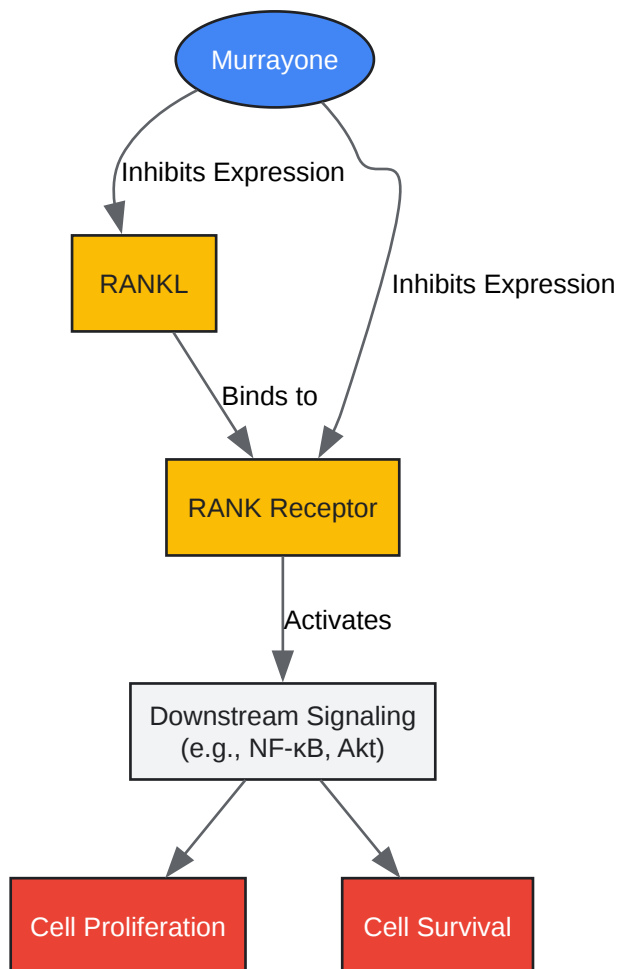 Murrayone
Inhibits Expression
RANKL
Inhibits Expression
Binds to
RANK Receptor
Activates
Downstream Signaling
(e.g., NF-κB, Akt)
Cell Proliferation
Cell Survival